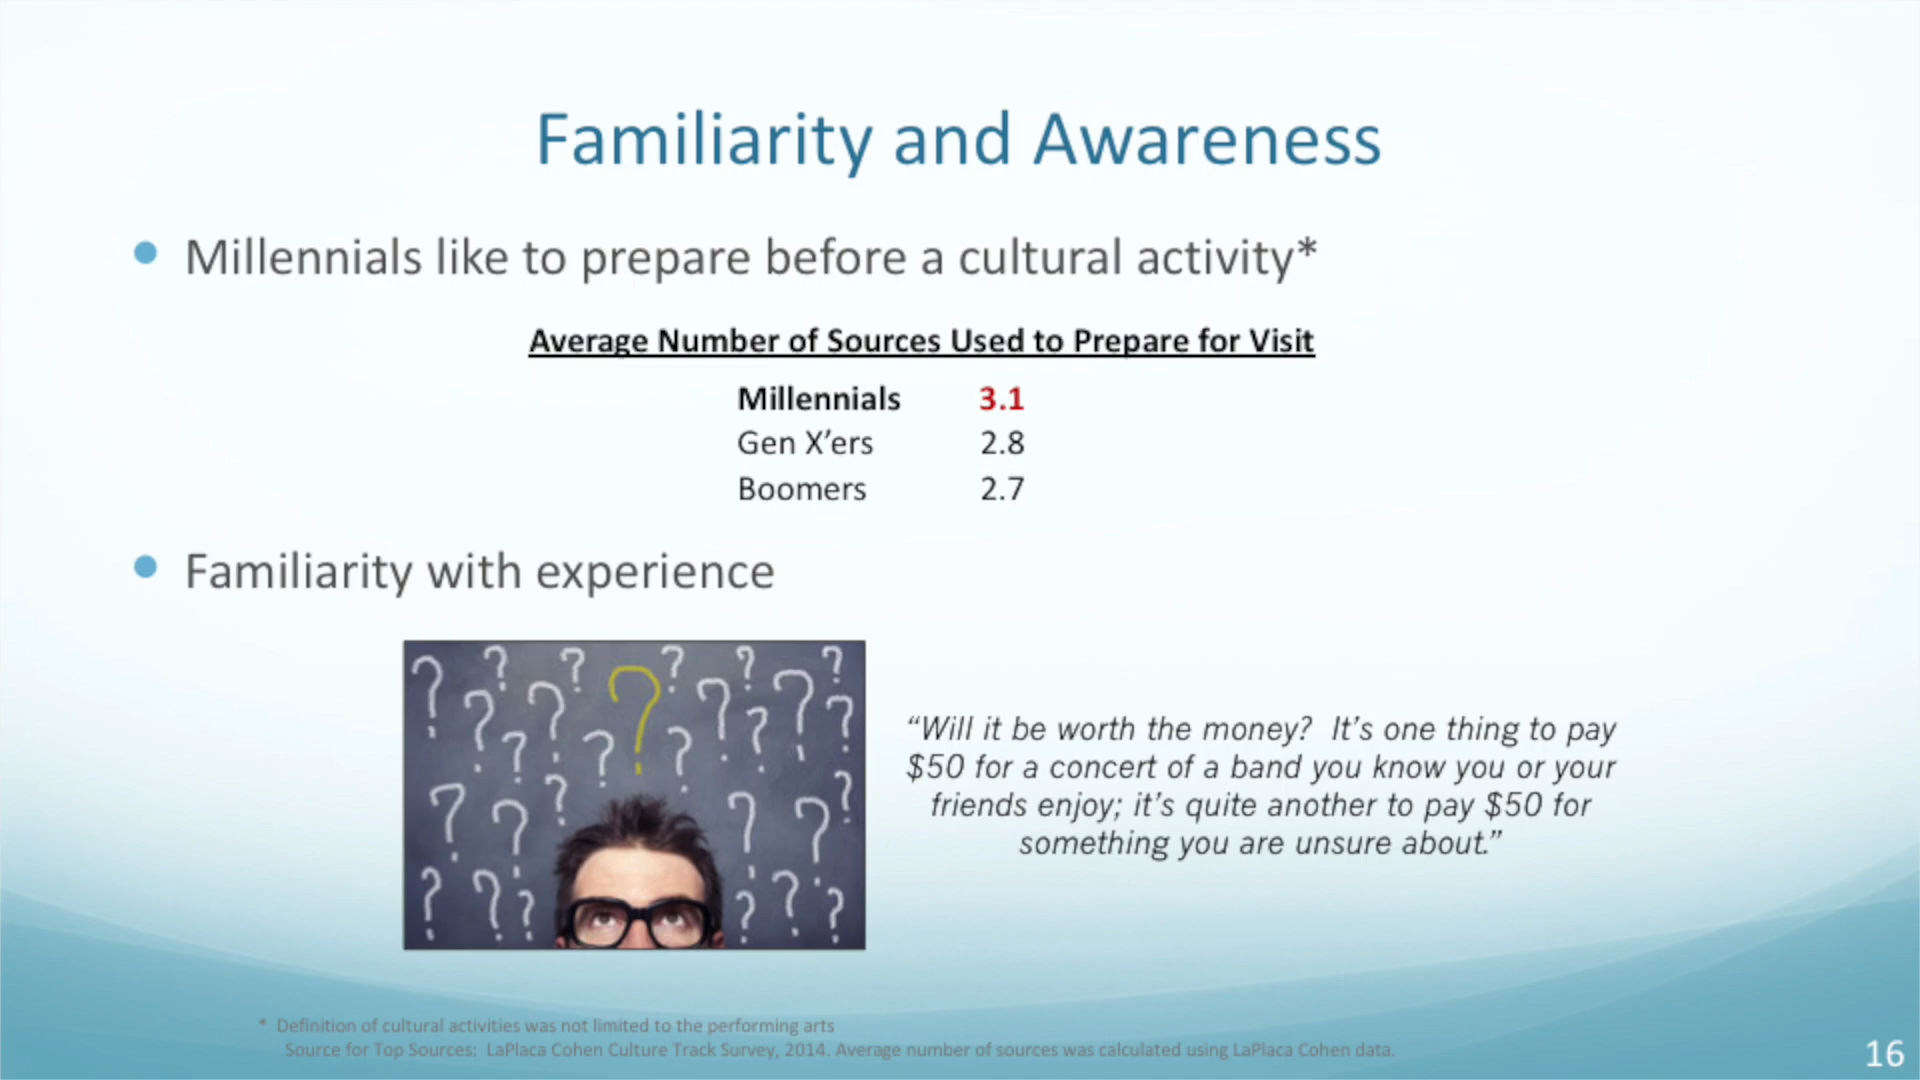 Familiarity and Awareness
Millennials like to prepare before a cultural activity*
Average Number of Sources Used to Prepare for Visit
Millennials 3.1
Gen X’ers 2.8
Boomers 2.7
Familiarity with experience
“Will it be worth the money? It’s one thing to pay
$50 for a concert of a band you know you or your
friends enjoy; it’s quite another to pay $50 for
something you are unsure about.”
* Definition of cultural activities was not limited to the performing arts
Source for Top Sources: LaPlaca Cohen Culture Track Survey, 2014. Average number of sources was calculated using LaPlaca Cohen data.
16